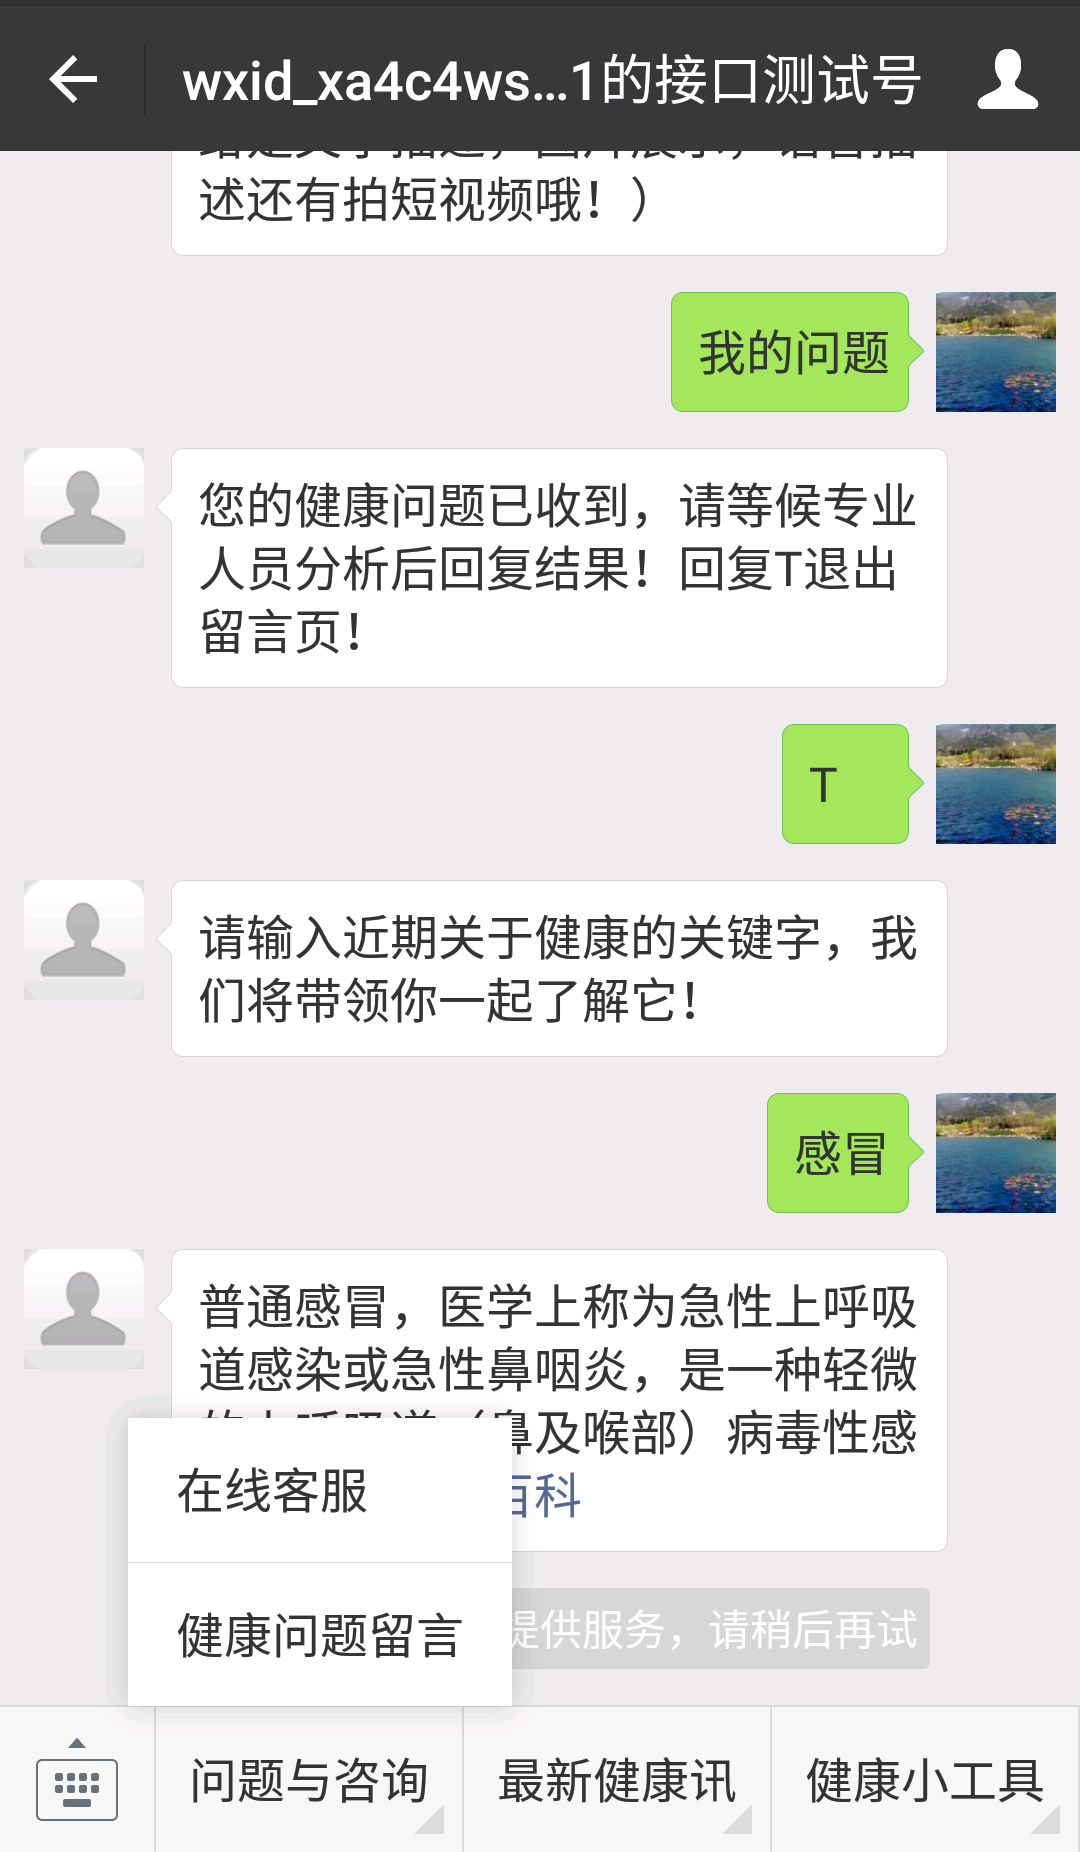 wxid_xa4c4ws...1的接口测试号
述还有拍短视频哦！）
我的问题
您的健康问题已收到，请等候专业
人员分析后回复结果！回复T退出
留言页！
T
请输入近期关于健康的关键字，我
们将带领你一起了解它！
感冒
普通感冒，医学上称为急性上呼吸
道感染或急性鼻咽炎，是一种轻微
鼻及喉部）病毒性感
百科
在线客服
提供服务，请稍后再试
健康问题留言
问题与咨询
最新健康讯
健康小工具